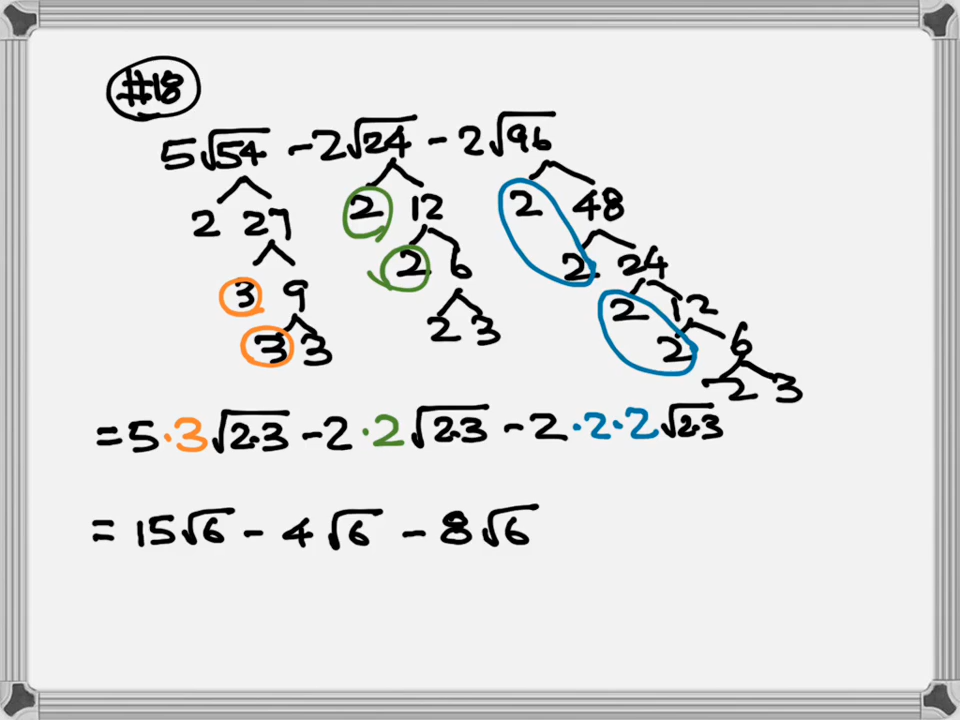 #18
5√54 - 2√24 - 2√96
2 27 2 12 2 48
3 9 2 6 2 24
3 3 2 3 2 12
2 6
2 3
= 5·3√2·3 - 2·2√2·3 - 2·2·2√2·3
= 15√6 - 4√6 - 8√6